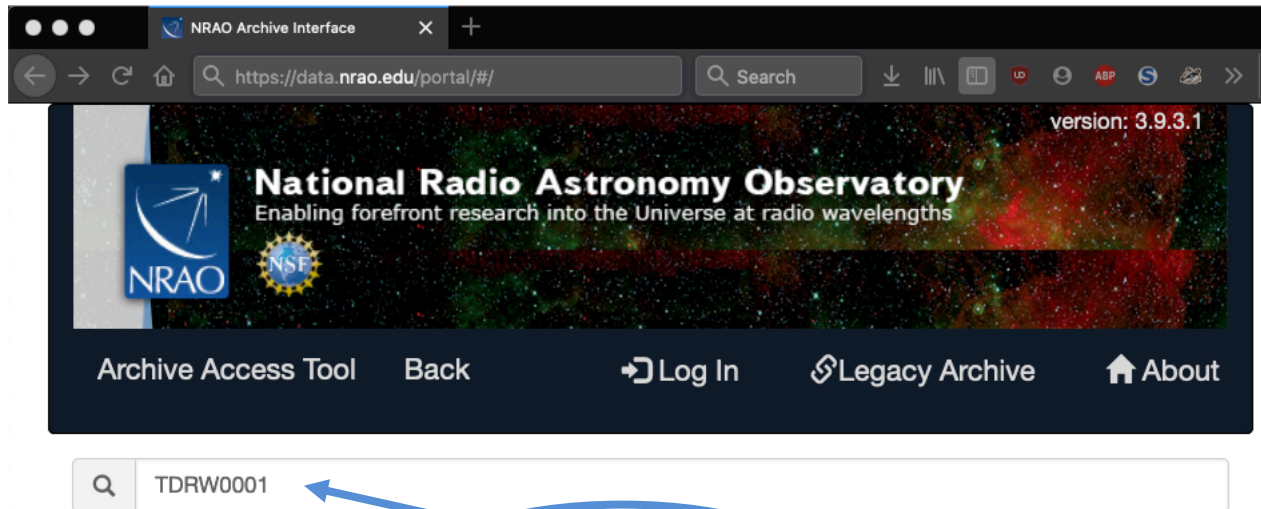 NRAO Archive Interface
https://data.nrao.edu/portal/#/
Search
UD
ABP
S
version: 3.9.3.1
National Radio Astronomy Observatory
Enabling forefront research into the Universe at radio wavelengths
NRAO
NSF
Archive Access Tool
Back
Log In
Legacy Archive
About
TDRW0001